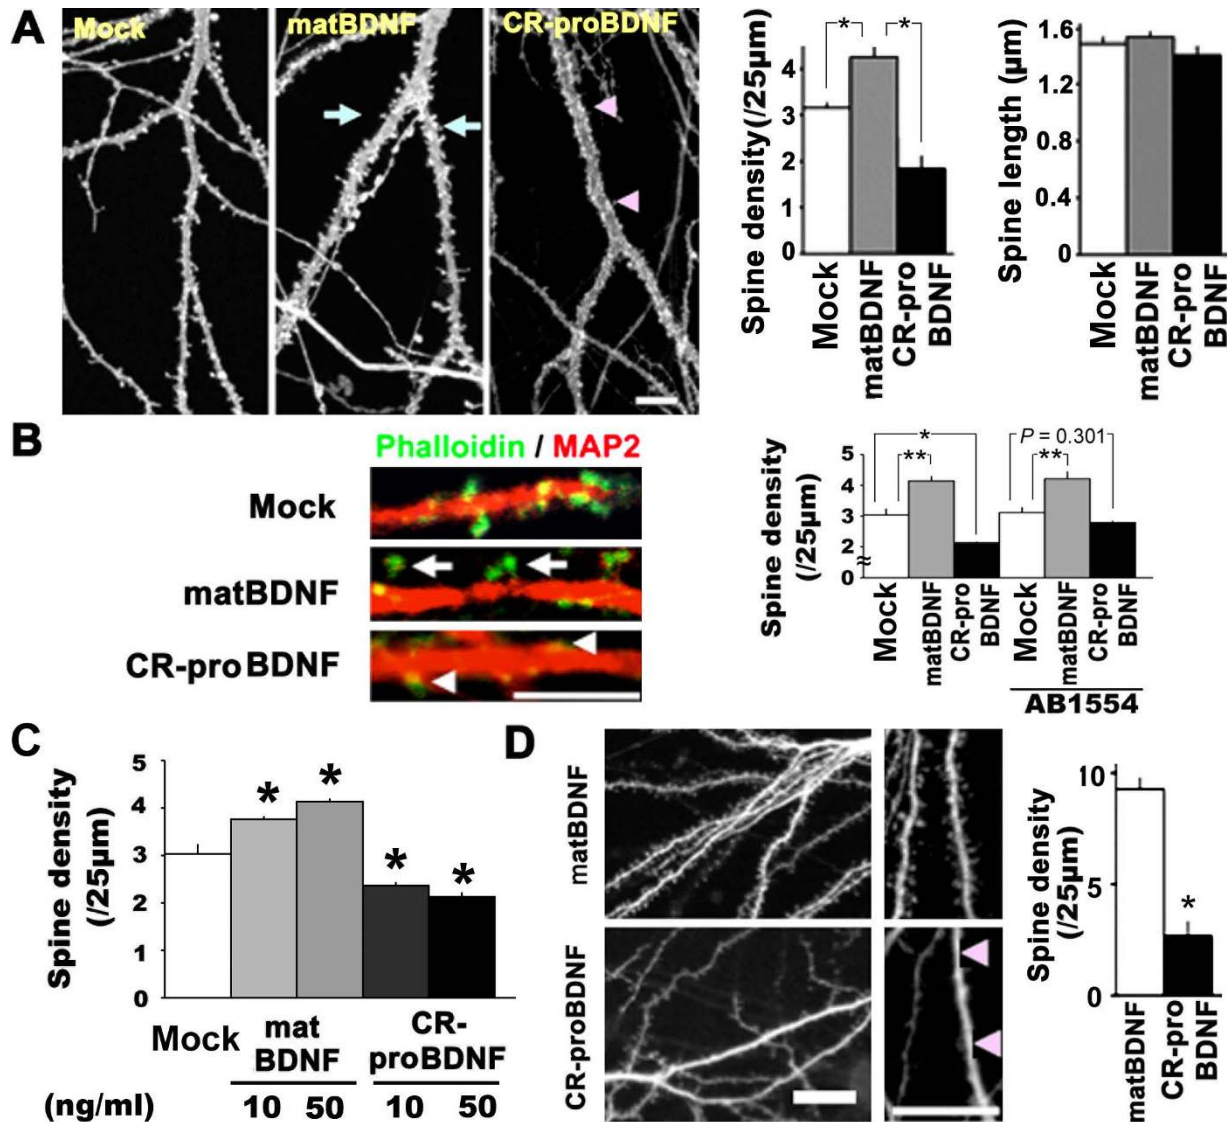 A
Mock
matBDNF
CR-proBDNF
Spine density(/25μm)
4
3
2
1
0
*
*
Mock
matBDNF
CR-pro
BDNF
Spine length (μm)
1.6
1.2
0.8
0.4
0
Mock
matBDNF
CR-pro
BDNF
B
Phalloidin / MAP2
Mock
matBDNF
CR-proBDNF
Spine density
(/25μm)
5
4
3
2
0
≈
*
**
P = 0.301
**
Mock
matBDNF
CR-pro
BDNF
Mock
matBDNF
CR-pro
BDNF
AB1554
C
Spine density
(/25μm)
5
4
3
2
1
0
*
*
*
*
Mock
mat
BDNF
CR-
proBDNF
(ng/ml)
10
50
10
50
D
matBDNF
CR-proBDNF
Spine density
(/25μm)
10
5
0
*
matBDNF
CR-pro
BDNF